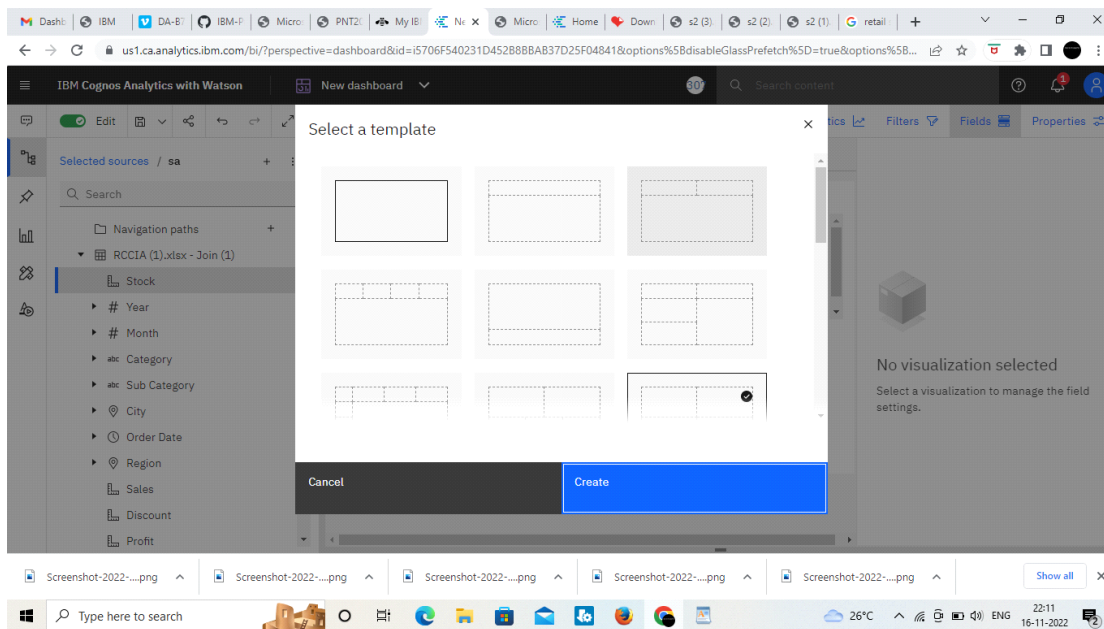 Dashb IBM DA-B7 IBM-P Micro PNT20 My IB Ne Micro Home Down s2 (3). s2 (2). s2 (1). retail
us1.ca.analytics.ibm.com/bi/?perspective=dashboard&id=i5706F540231D452B8BBAB37D25F04841&options%5BdisableGlassPrefetch%5D=true&options%5B...
IBM Cognos Analytics with Watson New dashboard Search content 1
Edit Filters Fields Properties
Select a template
Selected sources / sa
Search
Navigation paths
RCCIA (1).xlsx - Join (1)
Stock
# Year
# Month
abc Category
abc Sub Category
City
Order Date
Region
Sales
Discount
Profit
No visualization selected
Select a visualization to manage the field
settings.
Cancel Create
Screenshot-2022-....png Screenshot-2022-....png Screenshot-2022-....png Screenshot-2022-....png Screenshot-2022-....png Show all
Type here to search 26°C ENG 22:11
16-11-2022 2